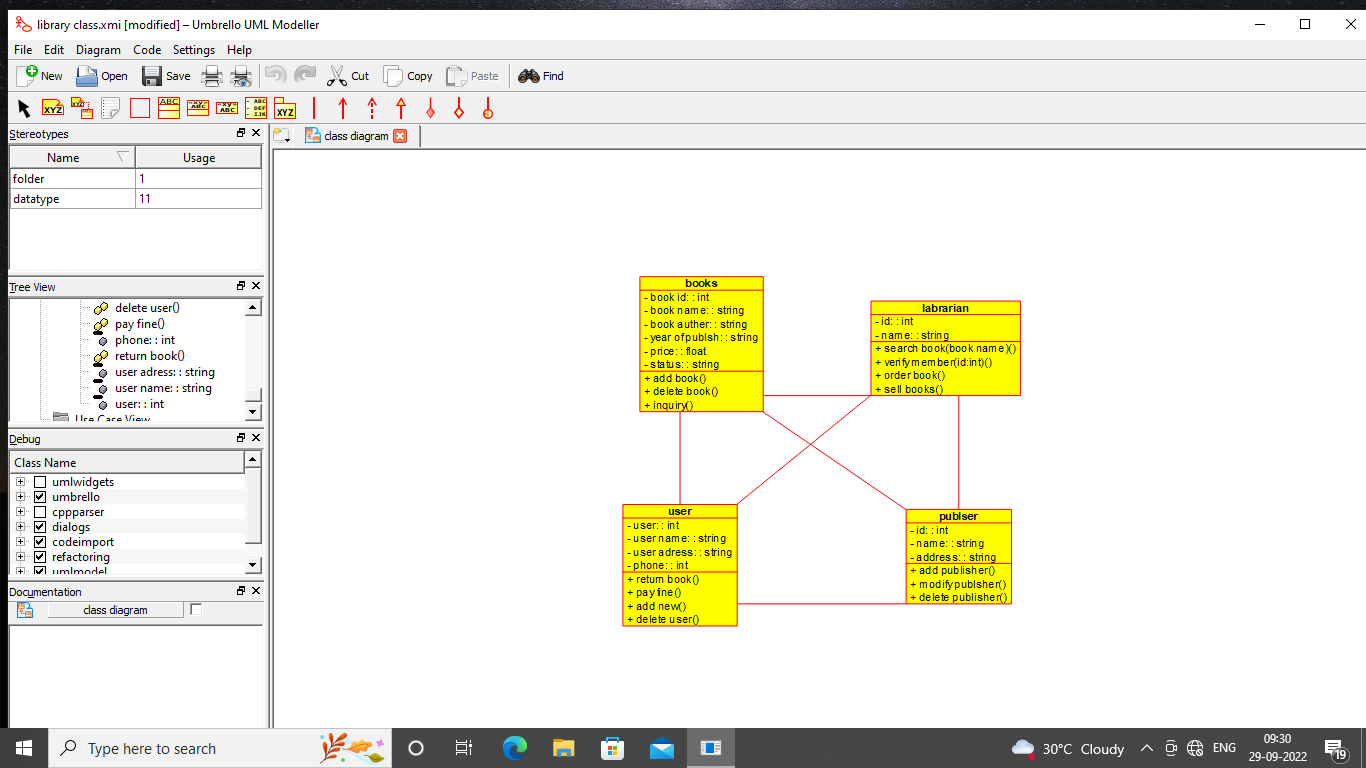 library class.xmi [modified] – Umbrello UML Modeller
File Edit Diagram Code Settings Help
New Open Save Cut Copy Paste Find
XYZ XYZ ABC XY ABC XY ABC ABC DEF IJK XYZ
Stereotypes
class diagram
Name Usage
folder 1
datatype 11
Tree View
delete user()
pay fine()
phone: : int
return book()
user adress: : string
user name: : string
user: : int
Use Case View
Debug
Class Name
umlwidgets
umbrello
cppparser
dialogs
codeimport
refactoring
umlmodel
Documentation
class diagram
books
- book id: : int
- book name: : string
- book auther: : string
- year of publsh: : string
- price: : float
- status: : string
+ add book()
+ delete book()
+ inquiry()
labrarian
- id: : int
- name: : string
+ search book(book name)()
+ verify member(id:int)()
+ order book()
+ sell books()
user
- user: : int
- user name: : string
- user adress: : string
- phone: : int
+ return book()
+ pay fine()
+ add new()
+ delete user()
publser
- id: : int
- name: : string
- address: : string
+ add publisher()
+ modify publsher()
+ delete publisher()
Type here to search
30°C Cloudy
ENG
09:30
29-09-2022
19